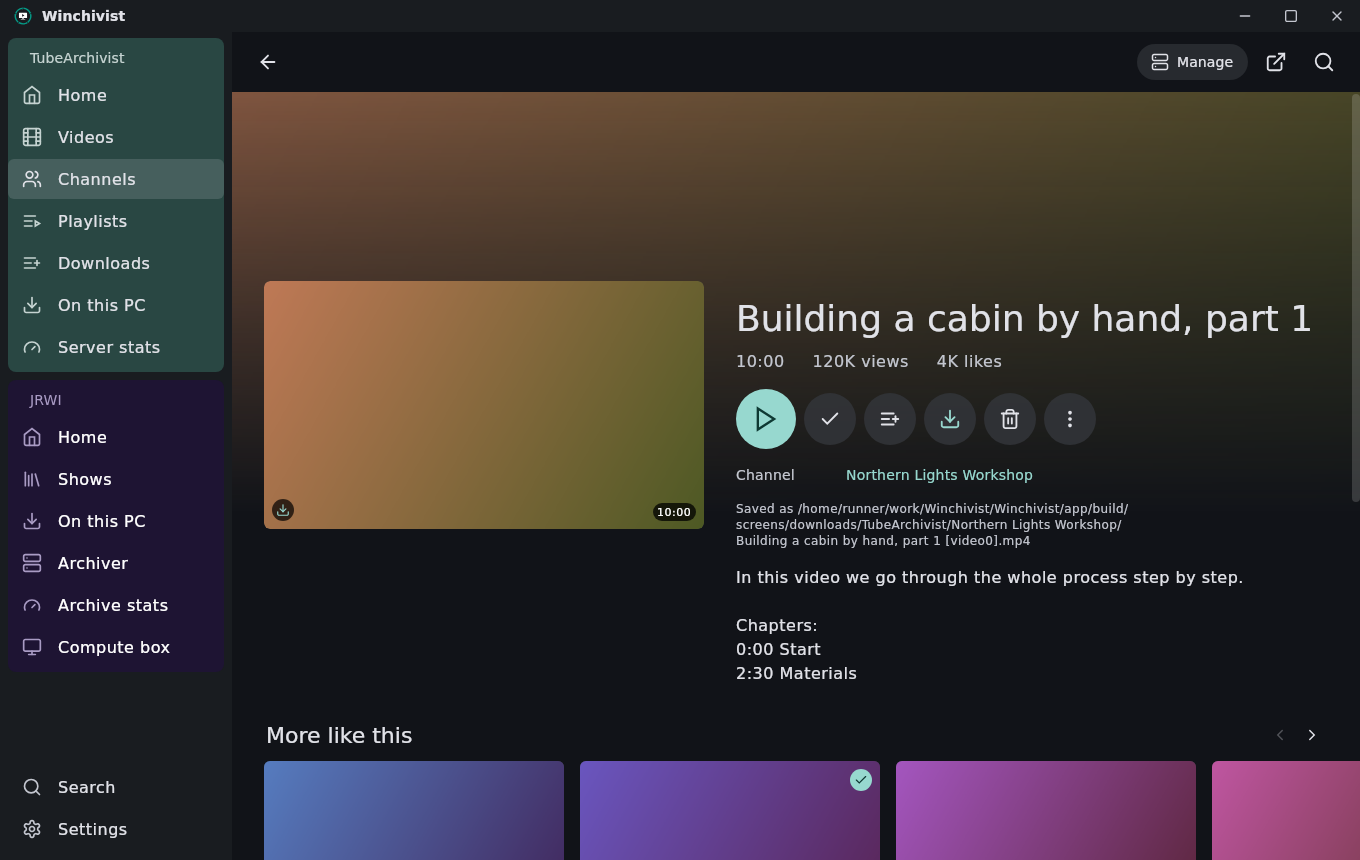 Winchivist
TubeArchivist
Home
Videos
Channels
Playlists
Downloads
On this PC
Server stats
JRWI
Home
Shows
On this PC
Archiver
Archive stats
Compute box
Search
Settings
Manage
10:00
Building a cabin by hand, part 1
10:00 120K views 4K likes
Channel Northern Lights Workshop
Saved as /home/runner/work/Winchivist/Winchivist/app/build/
screens/downloads/TubeArchivist/Northern Lights Workshop/
Building a cabin by hand, part 1 [video0].mp4
In this video we go through the whole process step by step.
Chapters:
0:00 Start
2:30 Materials
More like this